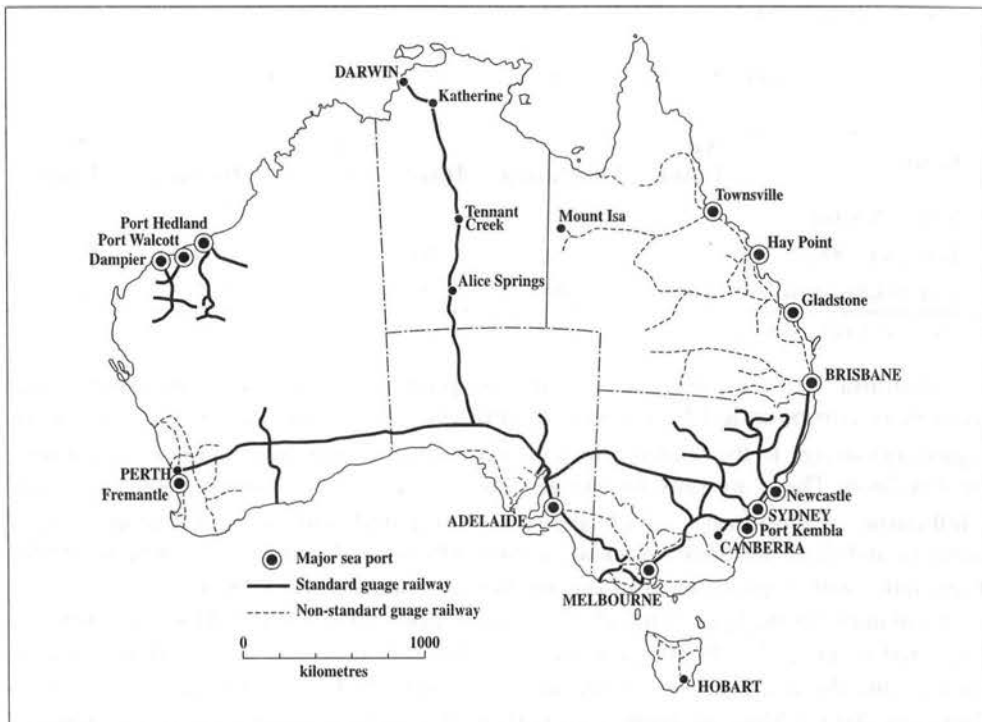 DARWIN
Katherine
Tennant
Creek
Alice Springs
Mount Isa
Townsville
Hay Point
Gladstone
BRISBANE
Port Hedland
Port Walcott
Dampier
PERTH
Fremantle
ADELAIDE
Newcastle
SYDNEY
Port Kembla
CANBERRA
MELBOURNE
HOBART
Major sea port
Standard guage railway
Non-standard guage railway
0 1000
kilometres